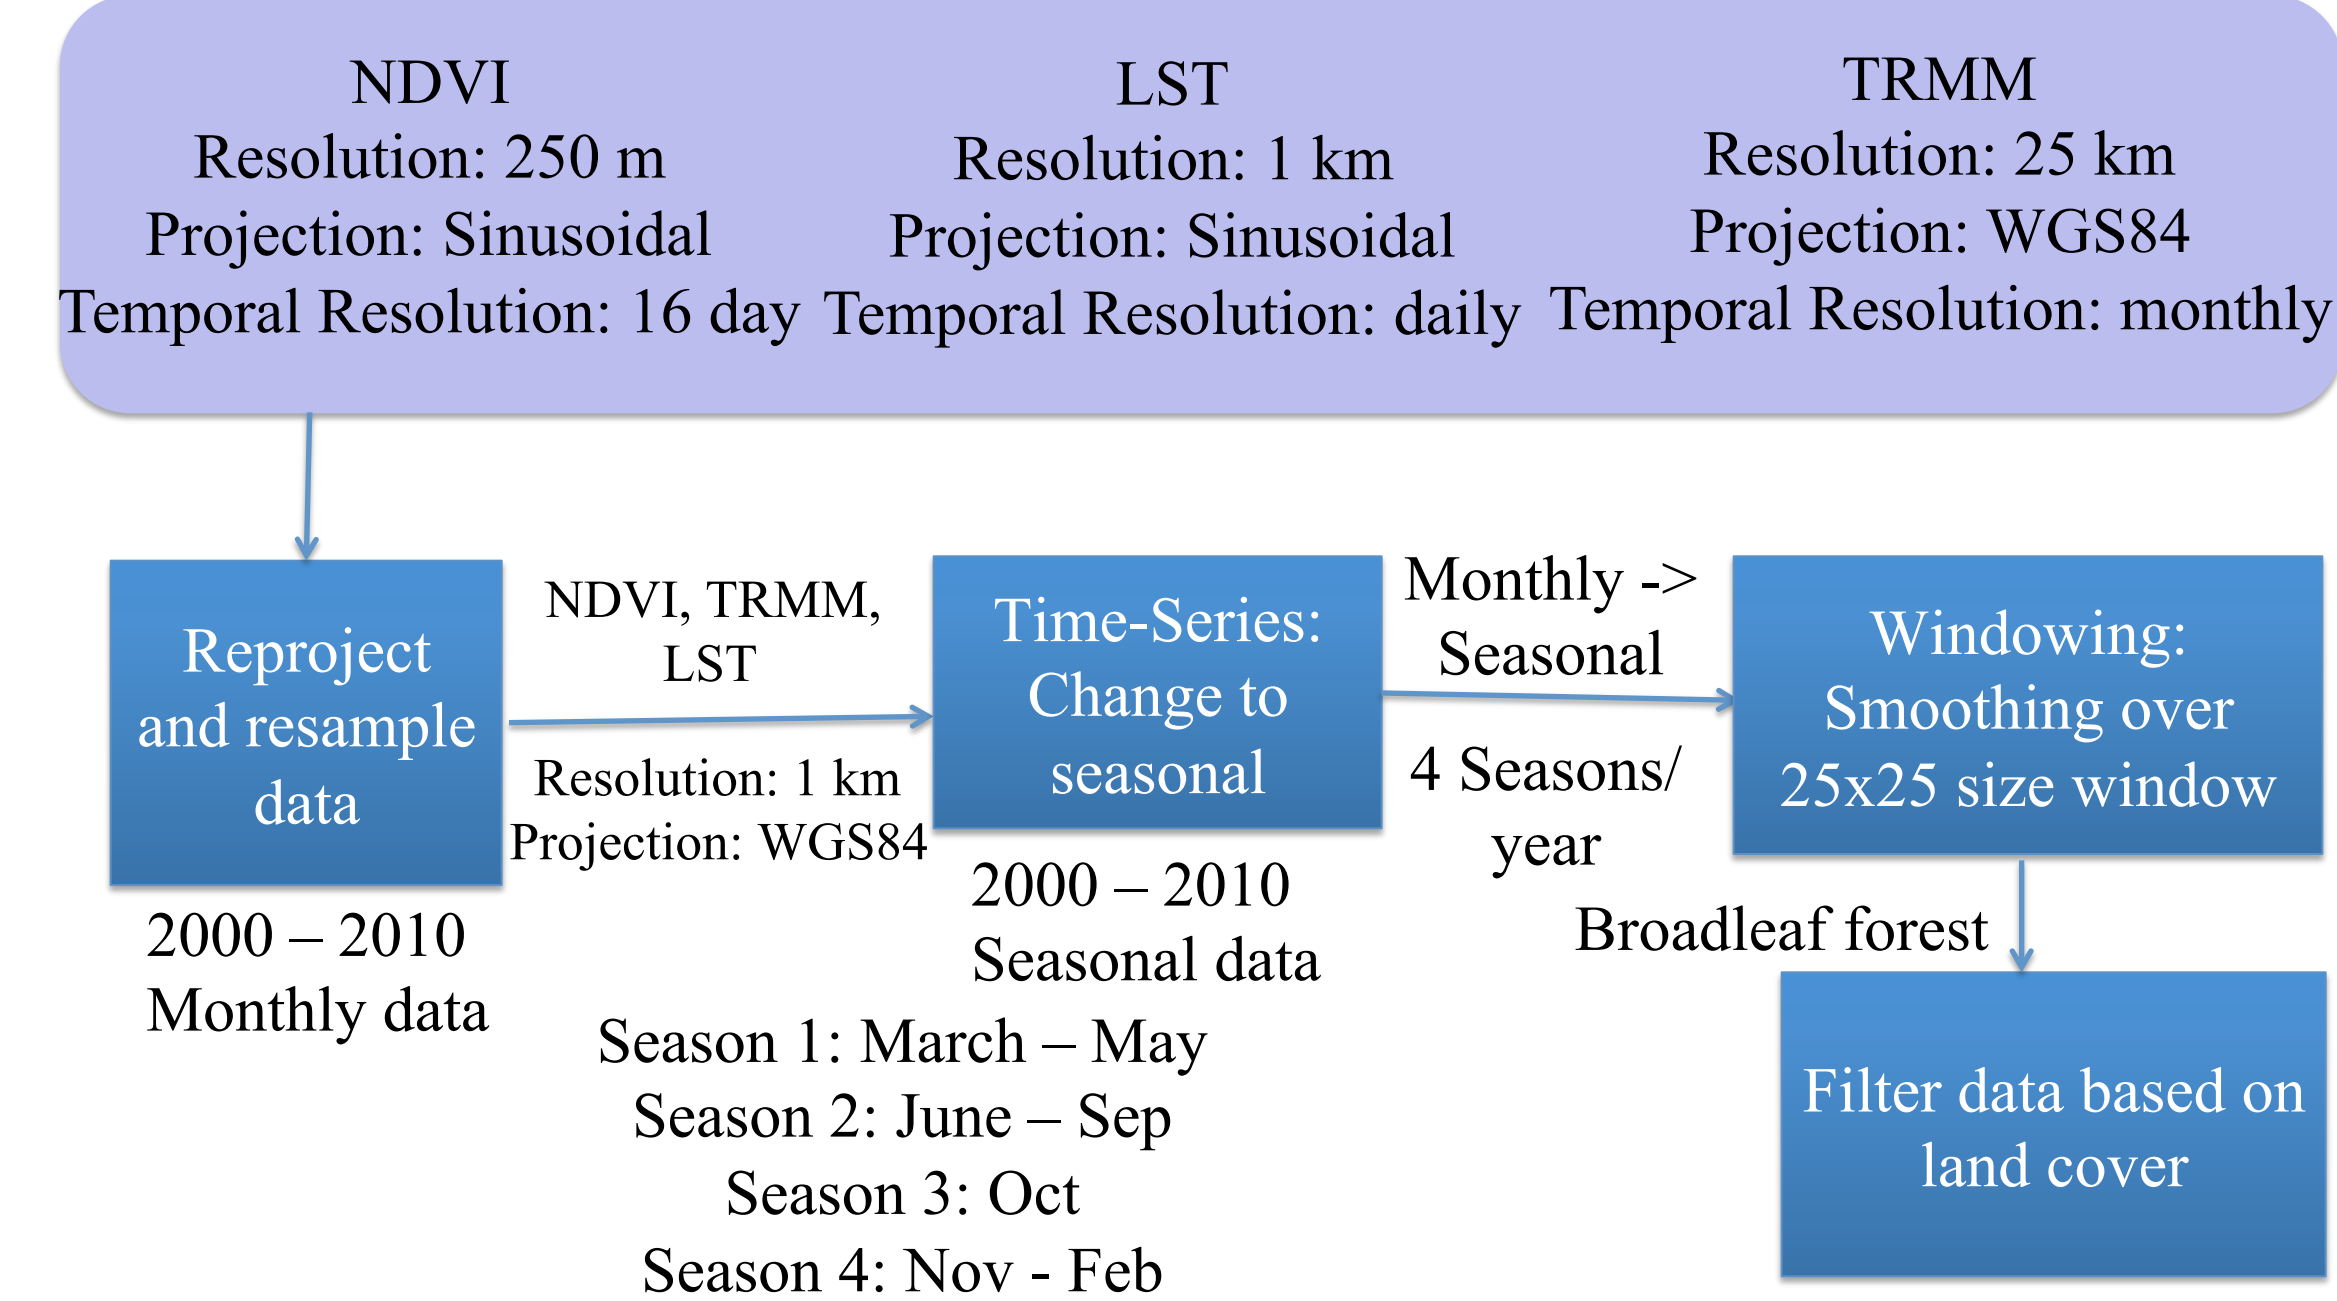 NDVI
Resolution: 250 m
Projection: Sinusoidal
Temporal Resolution: 16 day
LST
Resolution: 1 km
Projection: Sinusoidal
Temporal Resolution: daily
TRMM
Resolution: 25 km
Projection: WGS84
Temporal Resolution: monthly
Reproject
and resample
data
2000 – 2010
Monthly data
NDVI, TRMM,
LST
Resolution: 1 km
Projection: WGS84
Time-Series:
Change to
seasonal
2000 – 2010
Seasonal data
Season 1: March – May
Season 2: June – Sep
Season 3: Oct
Season 4: Nov - Feb
Monthly ->
Seasonal
4 Seasons/
year
Windowing:
Smoothing over
25x25 size window
Broadleaf forest
Filter data based on
land cover